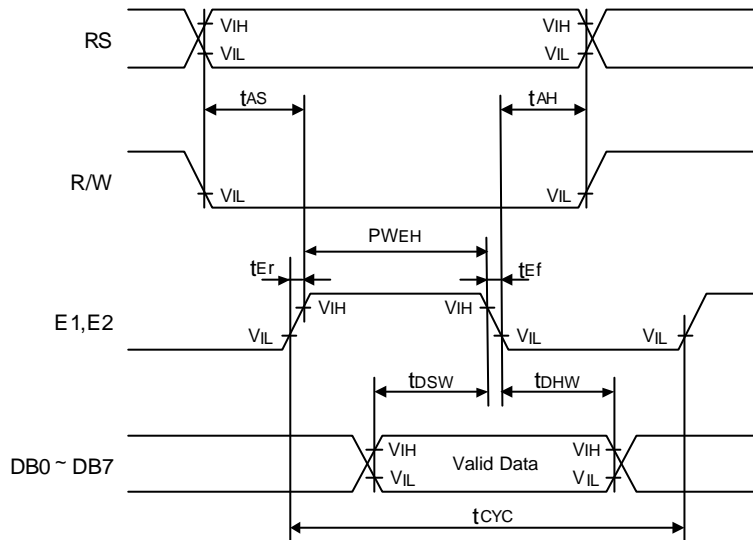 RS
VIH
VIH
VIL
VIL
tAS
tAH
R/W
VIL
VIL
PWEH
tEr
tEf
E1,E2
VIH
VIH
VIL
VIL
VIL
tDSW
tDHW
DB0 ~ DB7
VIH
Valid Data
VIH
VIL
VIL
tCYC